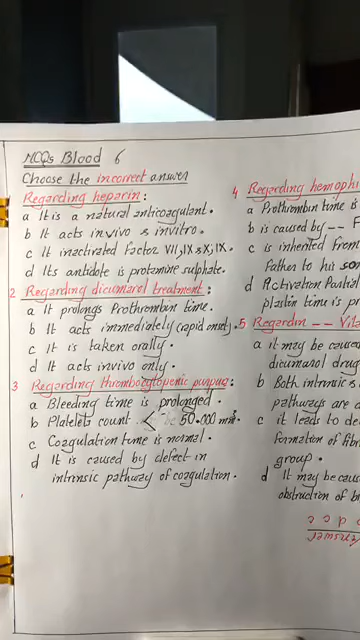 MCQs Blood 6
Choose the incorrect answer
Regarding heparin:
a It is a natural anticoagulant.
b It acts invivo & invitro.
c It inactivated factor VII, IX & X, IX.
d Its antidote is protamine sulphate.
2 Regarding dicumarol treatment:
a It prolongs Prothrombin time.
b It acts immediately (rapid onset).
c It is taken orally.
d It acts invivo only.
3 Regarding thrombocytopenic purpura:
a Bleeding time is prolonged.
b Platelets count < 50.000 mm³.
c Coagulation time is normal.
d It is caused by defect in
intrinsic pathway of coagulation.
4 Regarding hemophi
a Prothrombin time is
b is caused by -- F
c is inherited from
Father to his so
d Activation Partial
plastin time is pr
5 Regardin -- Vita
a it may be cause
dicumarol drug
b Both intrinsic &
pathways are a
c it leads to de
Formation of fib
group.
d It may be caus
obstruction of b
Answer